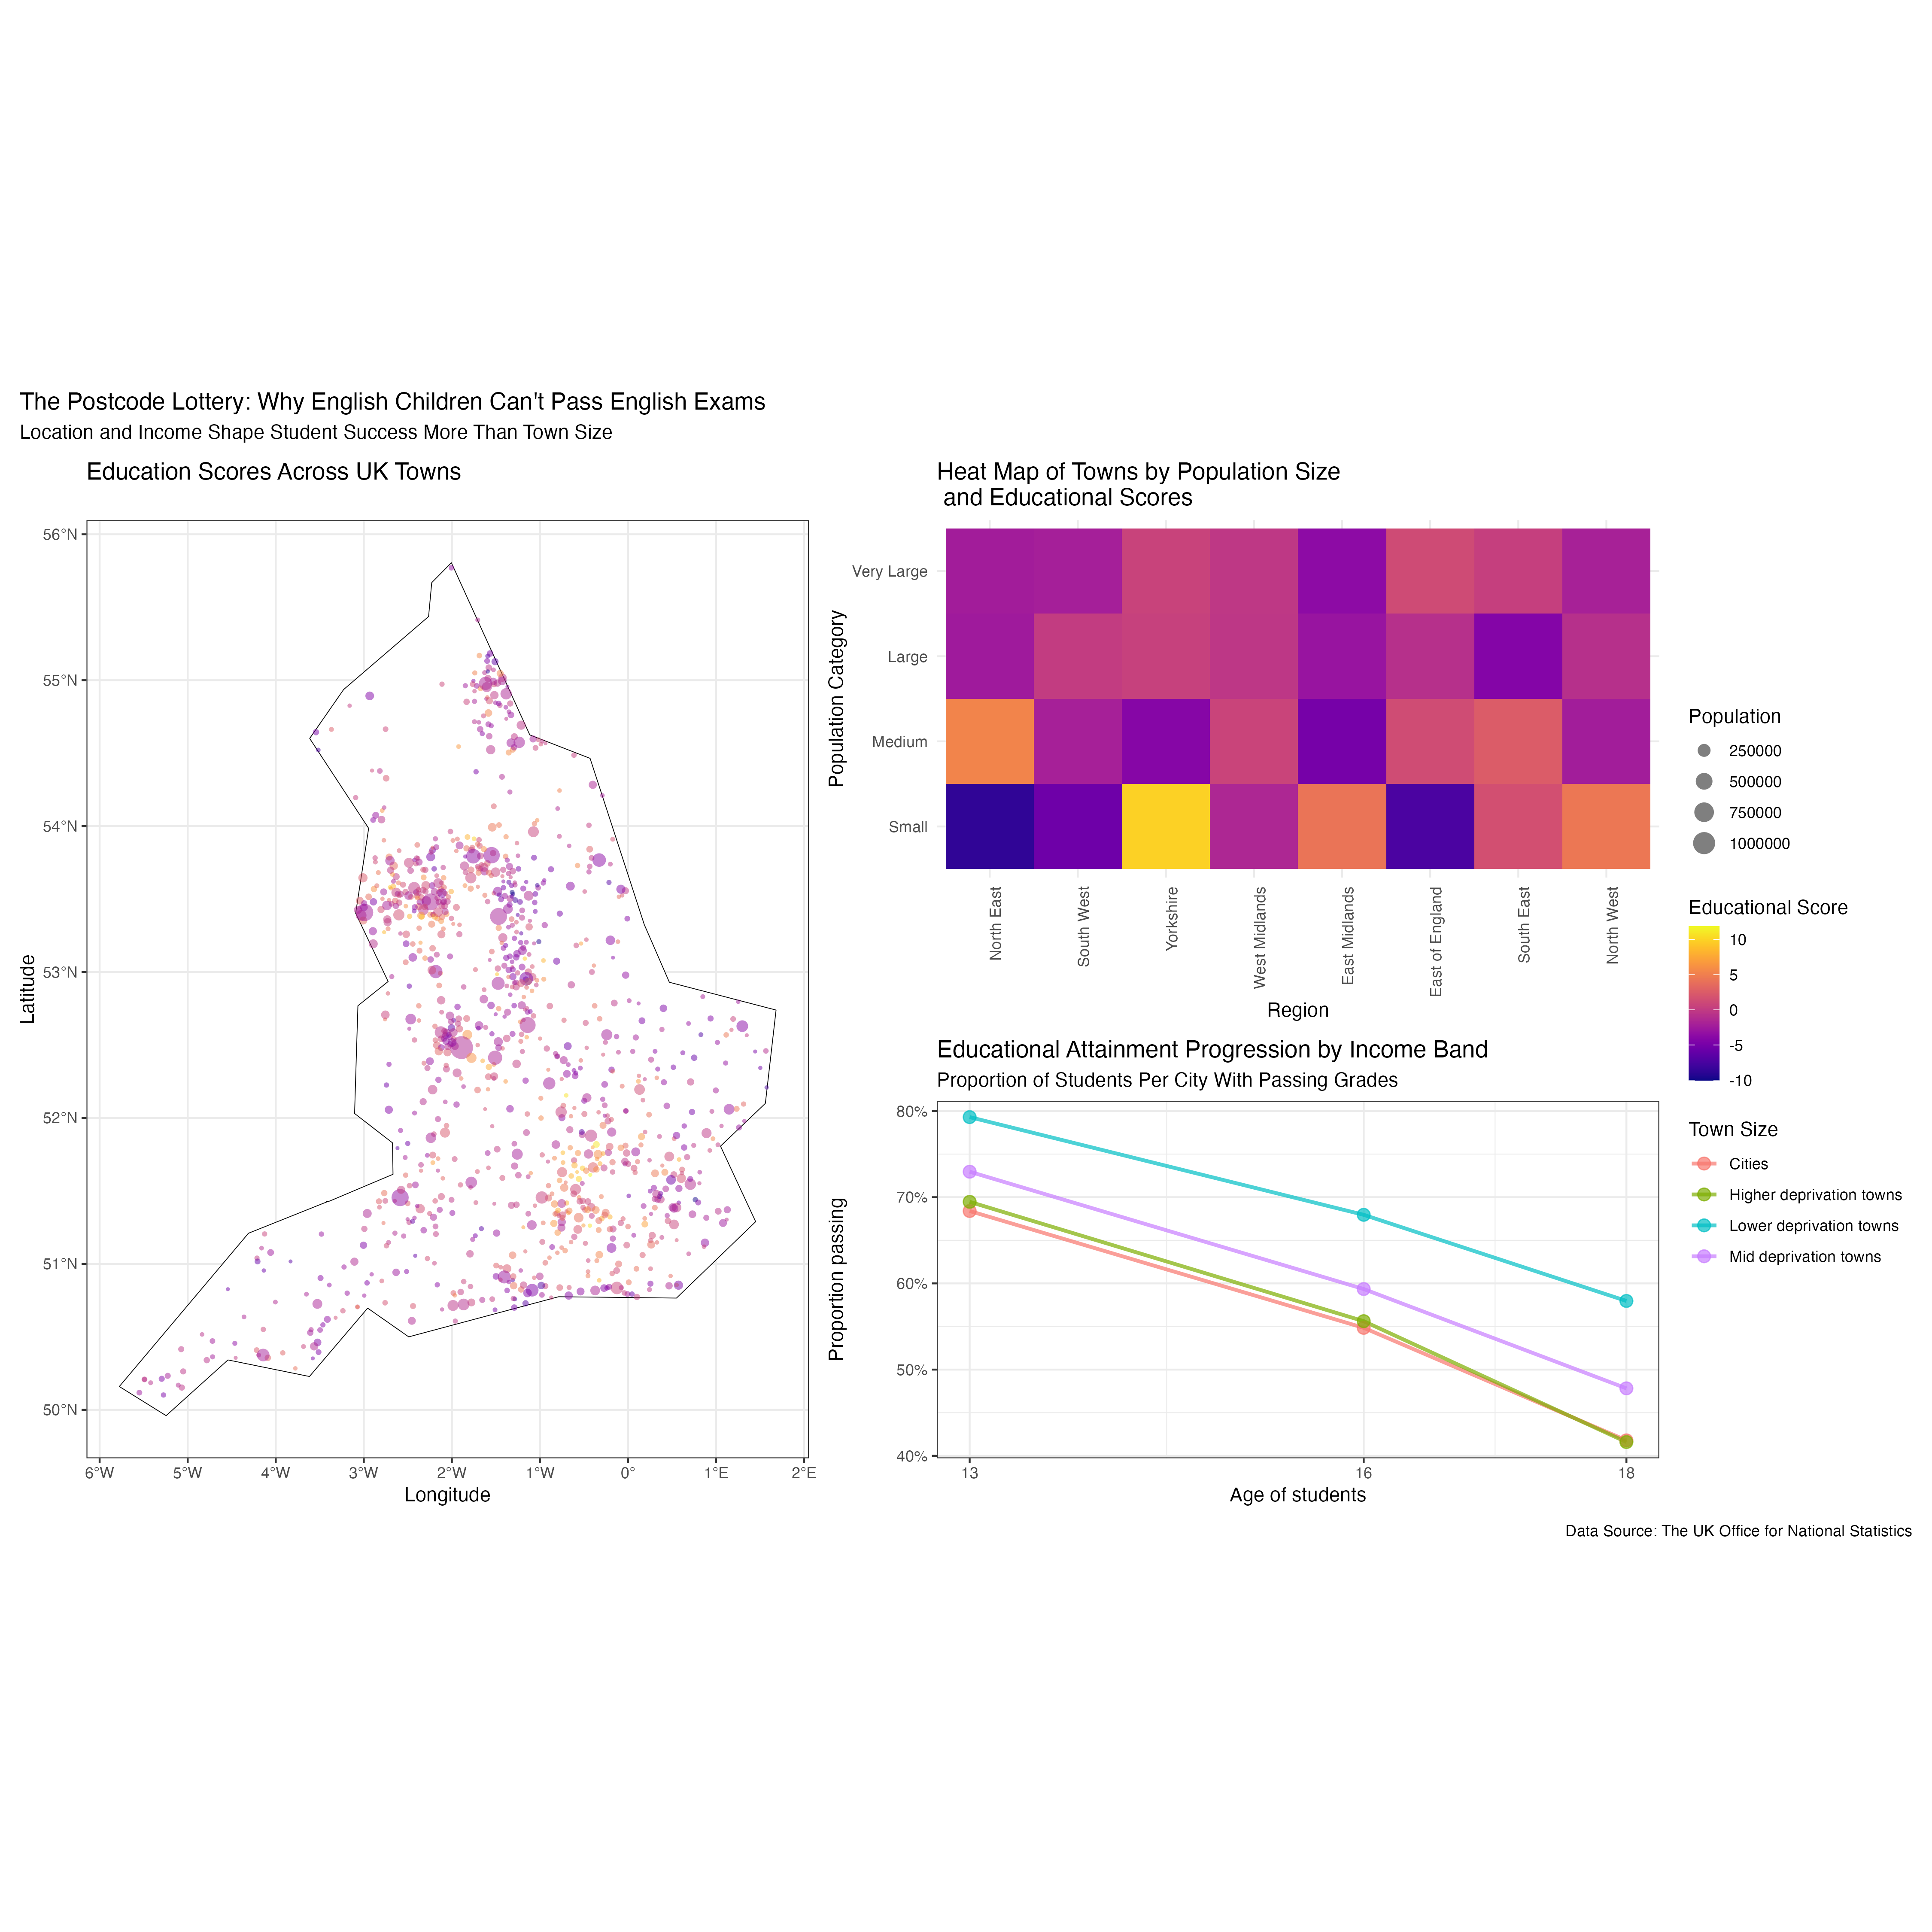 The Postcode Lottery: Why English Children Can't Pass English Exams
Location and Income Shape Student Success More Than Town Size
Education Scores Across UK Towns
56°N
55°N
54°N
53°N
52°N
51°N
50°N
Latitude
6°W 5°W 4°W 3°W 2°W 1°W 0° 1°E 2°E
Longitude
Heat Map of Towns by Population Size
and Educational Scores
Population Category
Very Large
Large
Medium
Small
North East
South West
Yorkshire
West Midlands
East Midlands
East of England
South East
North West
Region
Educational Attainment Progression by Income Band
Proportion of Students Per City With Passing Grades
Proportion passing
80%
70%
60%
50%
40%
13 16 18
Age of students
Population
250000
500000
750000
1000000
Educational Score
10
5
0
-5
-10
Town Size
Cities
Higher deprivation towns
Lower deprivation towns
Mid deprivation towns
Data Source: The UK Office for National Statistics